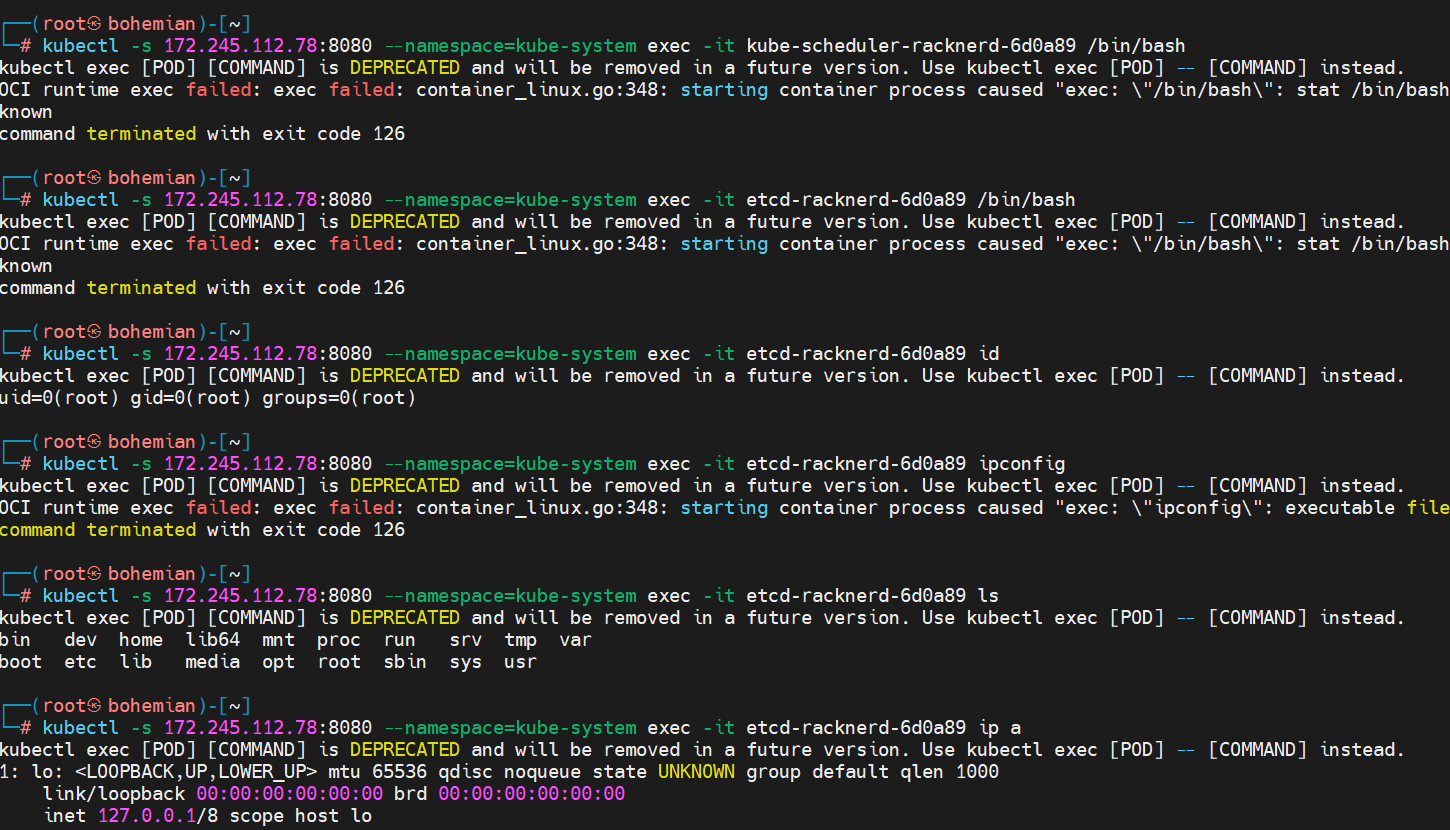 ┌──(root㉿bohemian)-[~]
└─# kubectl -s 172.245.112.78:8080 --namespace=kube-system exec -it kube-scheduler-racknerd-6d0a89 /bin/bash
kubectl exec [POD] [COMMAND] is DEPRECATED and will be removed in a future version. Use kubectl exec [POD] -- [COMMAND] instead.
OCI runtime exec failed: exec failed: container_linux.go:348: starting container process caused "exec: \"/bin/bash\": stat /bin/bash
known
command terminated with exit code 126
┌──(root㉿bohemian)-[~]
└─# kubectl -s 172.245.112.78:8080 --namespace=kube-system exec -it etcd-racknerd-6d0a89 /bin/bash
kubectl exec [POD] [COMMAND] is DEPRECATED and will be removed in a future version. Use kubectl exec [POD] -- [COMMAND] instead.
OCI runtime exec failed: exec failed: container_linux.go:348: starting container process caused "exec: \"/bin/bash\": stat /bin/bash
known
command terminated with exit code 126
┌──(root㉿bohemian)-[~]
└─# kubectl -s 172.245.112.78:8080 --namespace=kube-system exec -it etcd-racknerd-6d0a89 id
kubectl exec [POD] [COMMAND] is DEPRECATED and will be removed in a future version. Use kubectl exec [POD] -- [COMMAND] instead.
uid=0(root) gid=0(root) groups=0(root)
┌──(root㉿bohemian)-[~]
└─# kubectl -s 172.245.112.78:8080 --namespace=kube-system exec -it etcd-racknerd-6d0a89 ipconfig
kubectl exec [POD] [COMMAND] is DEPRECATED and will be removed in a future version. Use kubectl exec [POD] -- [COMMAND] instead.
OCI runtime exec failed: exec failed: container_linux.go:348: starting container process caused "exec: \"ipconfig\": executable file
command terminated with exit code 126
┌──(root㉿bohemian)-[~]
└─# kubectl -s 172.245.112.78:8080 --namespace=kube-system exec -it etcd-racknerd-6d0a89 ls
kubectl exec [POD] [COMMAND] is DEPRECATED and will be removed in a future version. Use kubectl exec [POD] -- [COMMAND] instead.
bin   dev  home  lib64  mnt  proc  run   srv  tmp  var
boot  etc  lib   media  opt  root  sbin  sys  usr
┌──(root㉿bohemian)-[~]
└─# kubectl -s 172.245.112.78:8080 --namespace=kube-system exec -it etcd-racknerd-6d0a89 ip a
kubectl exec [POD] [COMMAND] is DEPRECATED and will be removed in a future version. Use kubectl exec [POD] -- [COMMAND] instead.
1: lo: <LOOPBACK,UP,LOWER_UP> mtu 65536 qdisc noqueue state UNKNOWN group default qlen 1000
    link/loopback 00:00:00:00:00:00 brd 00:00:00:00:00:00
    inet 127.0.0.1/8 scope host lo